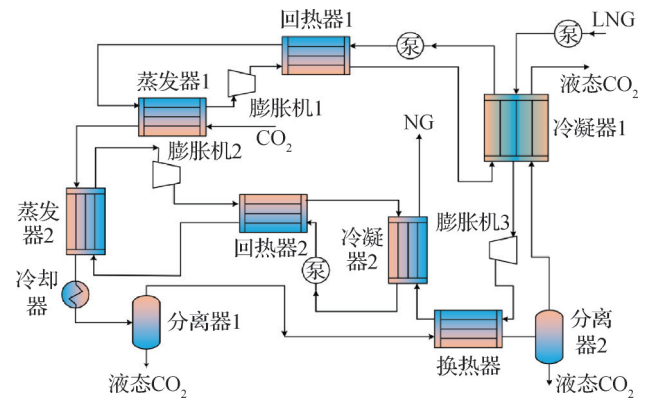 回热器1
泵
泵
LNG
蒸发器1
膨胀机1
液态CO₂
CO₂
NG
冷凝器1
膨胀机2
蒸发
器2
回热器2
冷凝
器2
膨胀机3
泵
冷却
器
分离器1
分离
器2
换热器
液态CO₂
液态CO₂